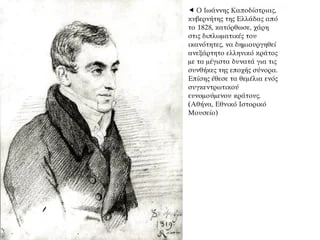 ◄ Ο Ιωάννης Καποδίστριας,
κυβερνήτης της Ελλάδας από
το 1828, κατόρθωσε, χάρη
στις διπλωματικές του
ικανότητες, να δημιουργηθεί
ανεξάρτητο ελληνικό κράτος
με τα μέγιστα δυνατά για τις
συνθήκες της εποχής σύνορα.
Επίσης έθεσε τα θεμέλια ενός
συγκεντρωτικού
ευνομούμενου κράτους.
(Αθήνα, Εθνικό Ιστορικό
Μουσείο)
1819